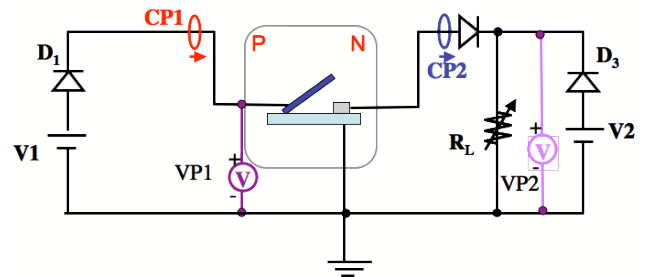 CP1
P N
D1
CP2
D3
V1
VP1
+
V
-
RL
+
V
-
VP2
V2